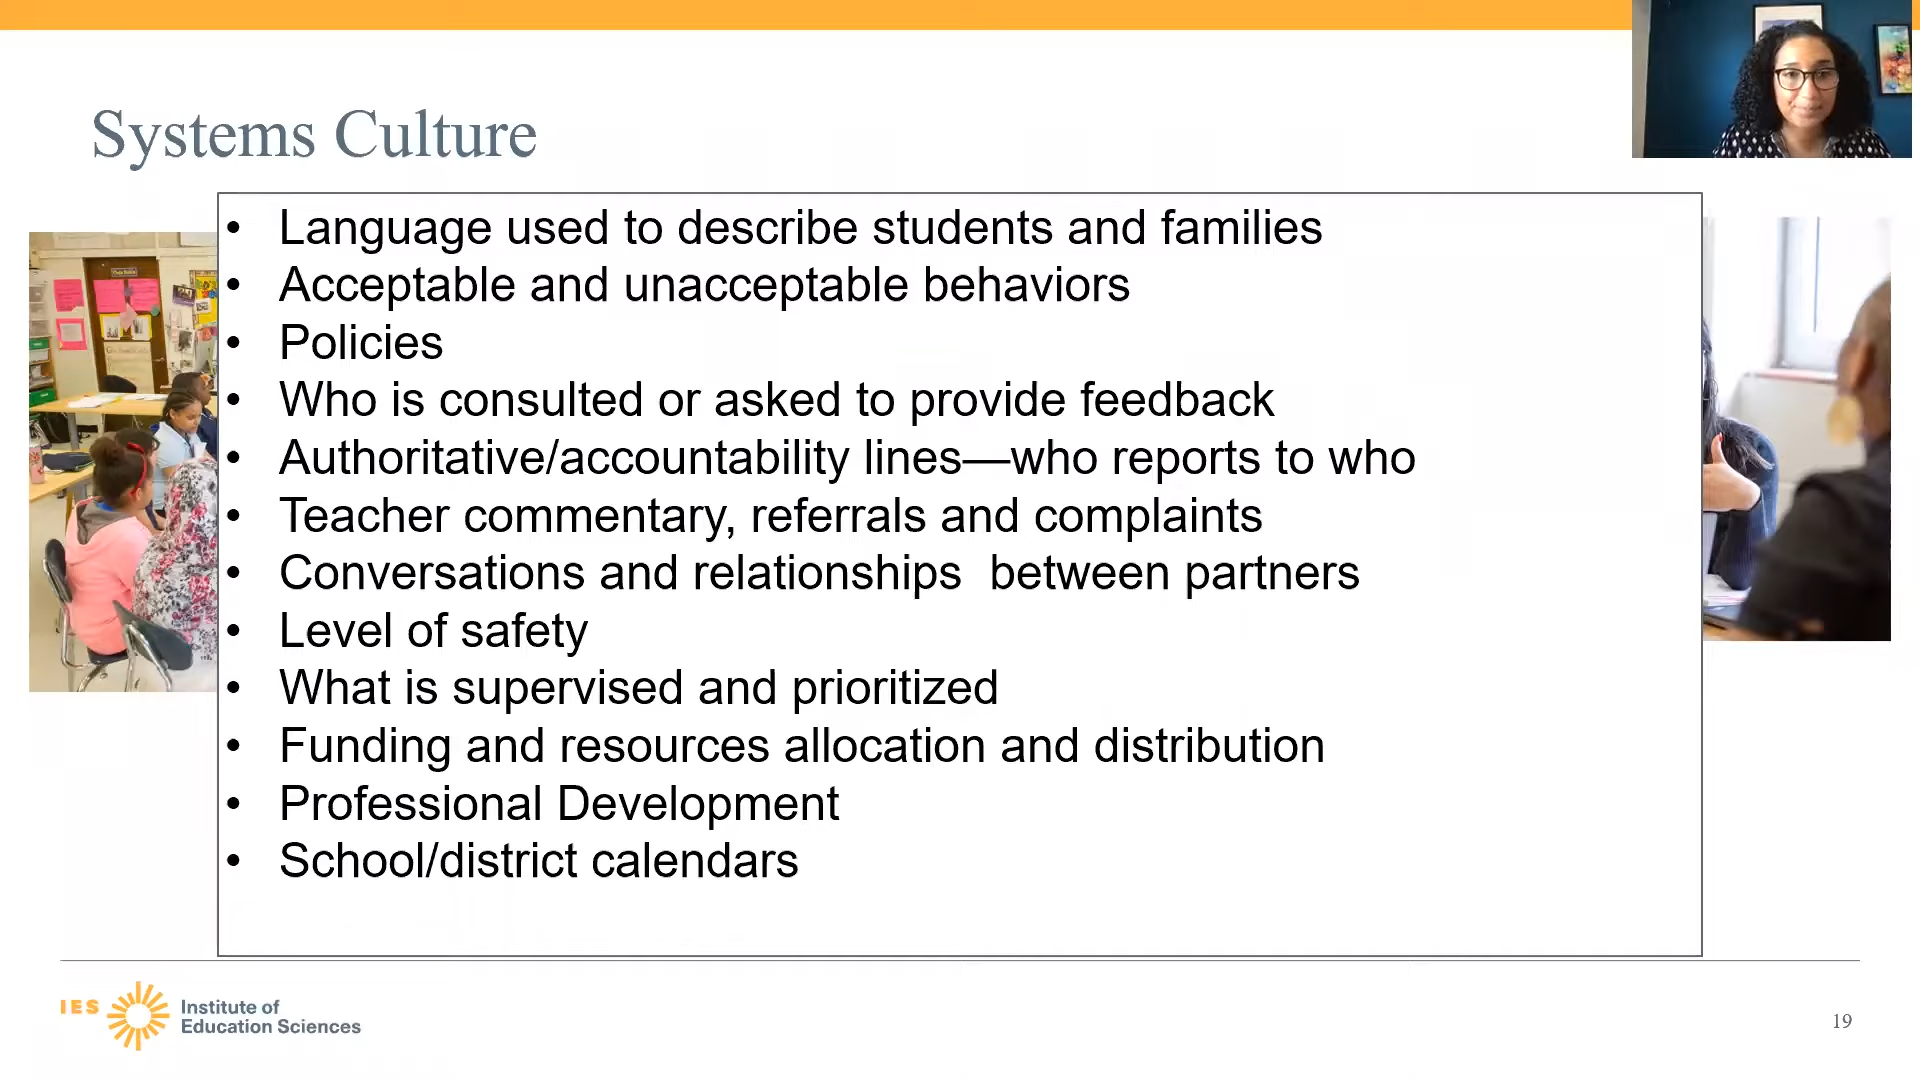 Systems Culture
• Language used to describe students and families
• Acceptable and unacceptable behaviors
• Policies
• Who is consulted or asked to provide feedback
• Authoritative/accountability lines—who reports to who
• Teacher commentary, referrals and complaints
• Conversations and relationships  between partners
• Level of safety
• What is supervised and prioritized
• Funding and resources allocation and distribution
• Professional Development
• School/district calendars
IES
Institute of
Education Sciences
19